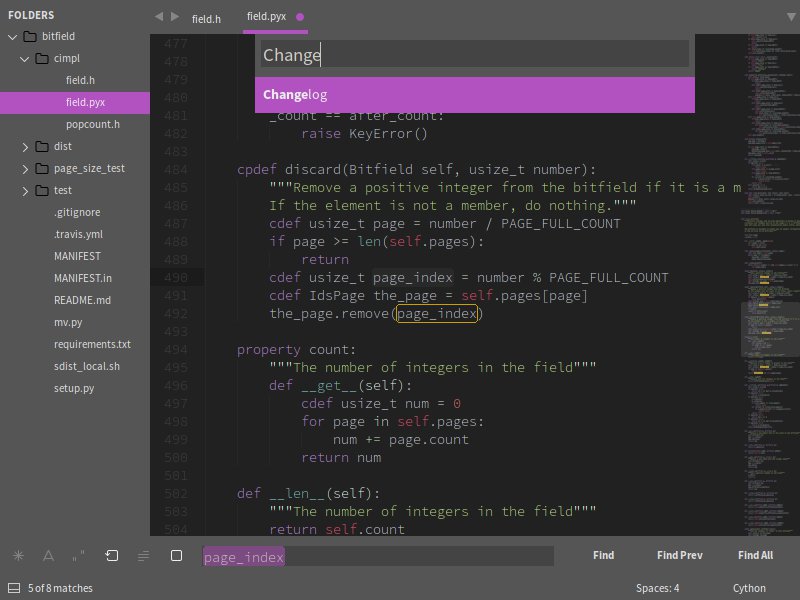 FOLDERS
bitfield
cimpl
field.h
field.pyx
popcount.h
dist
page_size_test
test
.gitignore
.travis.yml
MANIFEST
MANIFEST.in
README.md
mv.py
requirements.txt
sdist_local.sh
setup.py
field.h
field.pyx
Change
Changelog
477
478
479
480
481 _count == after_count:
482 raise KeyError()
483
484 cpdef discard(Bitfield self, usize_t number):
485 """Remove a positive integer from the bitfield if it is a m
486 If the element is not a member, do nothing."""
487 cdef usize_t page = number / PAGE_FULL_COUNT
488 if page >= len(self.pages):
489 return
490 cdef usize_t page_index = number % PAGE_FULL_COUNT
491 cdef IdsPage the_page = self.pages[page]
492 the_page.remove(page_index)
493
494 property count:
495 """The number of integers in the field"""
496 def __get__(self):
497 cdef usize_t num = 0
498 for page in self.pages:
499 num += page.count
500 return num
501
502 def __len__(self):
503 """The number of integers in the field"""
504 return self.count
page_index
Find
Find Prev
Find All
5 of 8 matches
Spaces: 4
Cython